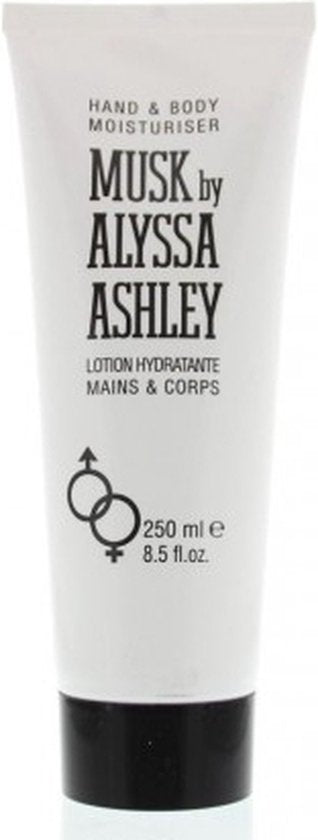 HAND & BODY
MOISTURISER
MUSK by
ALYSSA
ASHLEY
LOTION HYDRATANTE
MAINS & CORPS
250 ml ℮
8.5 fl.oz.